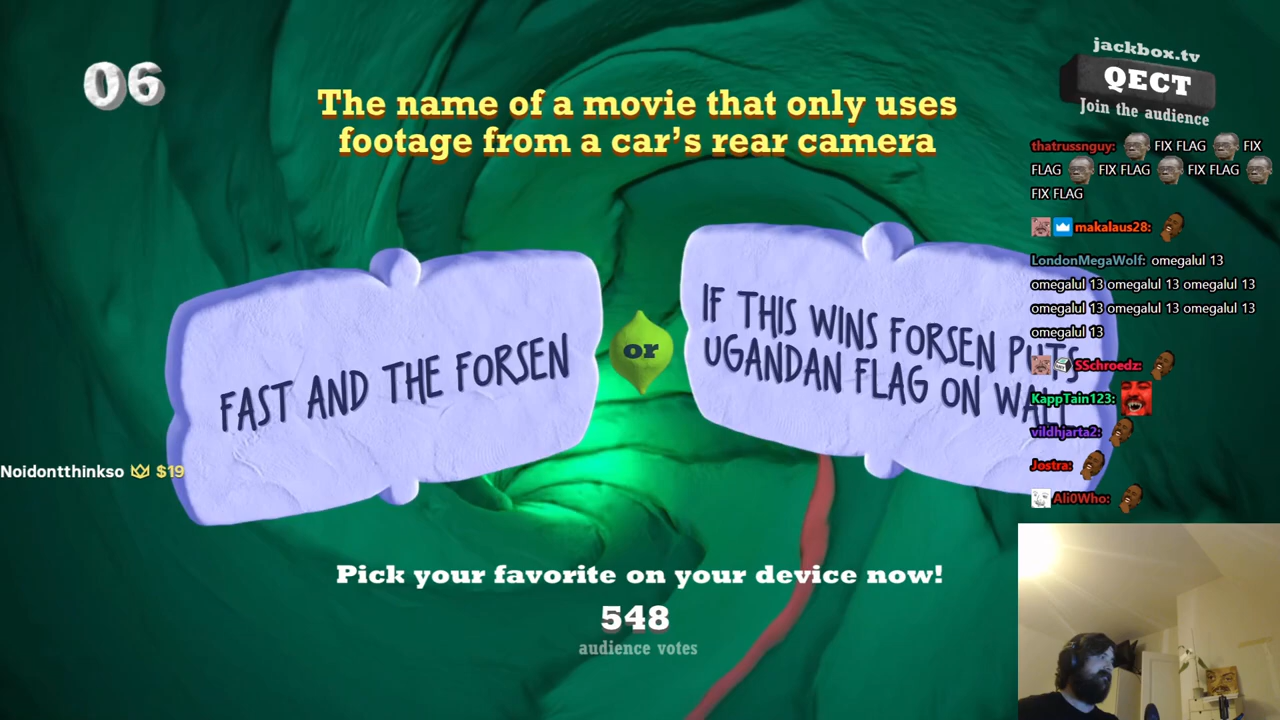 06
The name of a movie that only uses
footage from a car's rear camera
jackbox.tv
QECT
Join the audience
FAST AND THE FORSEN
or
IF THIS WINS FORSEN PUTS
UGANDAN FLAG ON WALL
Noidontthinkso $19
Pick your favorite on your device now!
548
audience votes
thatrussnguy: FIX FLAG FIX
FLAG FIX FLAG FIX FLAG
FIX FLAG
makalaus28:
LondonMegaWolf: omegalul 13
omegalul 13 omegalul 13 omegalul 13
omegalul 13 omegalul 13 omegalul 13
omegalul 13
SSchroedz:
KappTain123:
vildhjarta2:
Jostra:
Ali0Who: